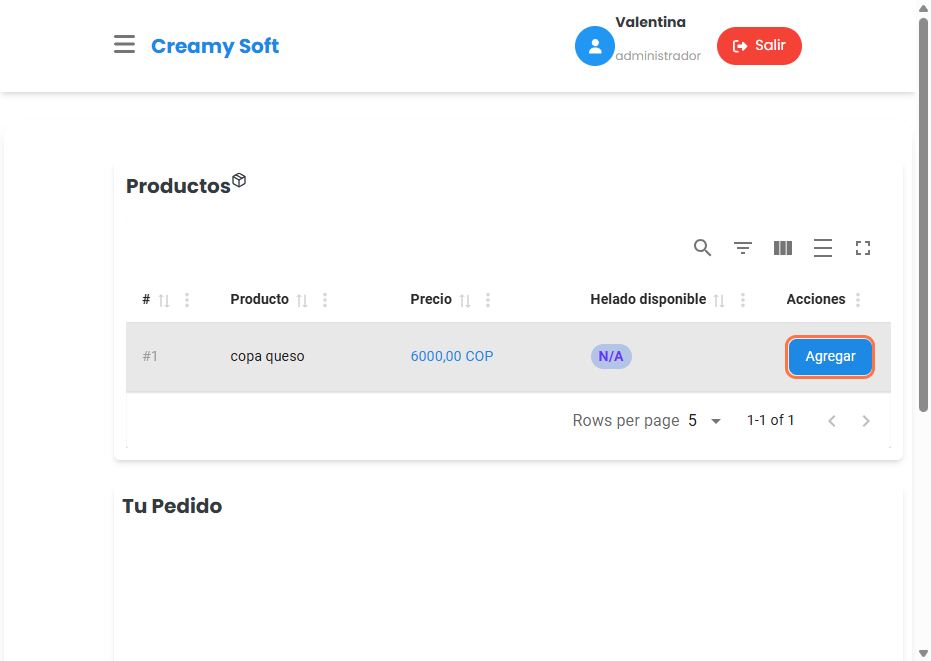 Creamy Soft
Valentina
administrador
Salir
Productos
# Producto Precio Helado disponible Acciones
#1 copa queso 6000,00 COP N/A Agregar
Rows per page 5 1-1 of 1
Tu Pedido